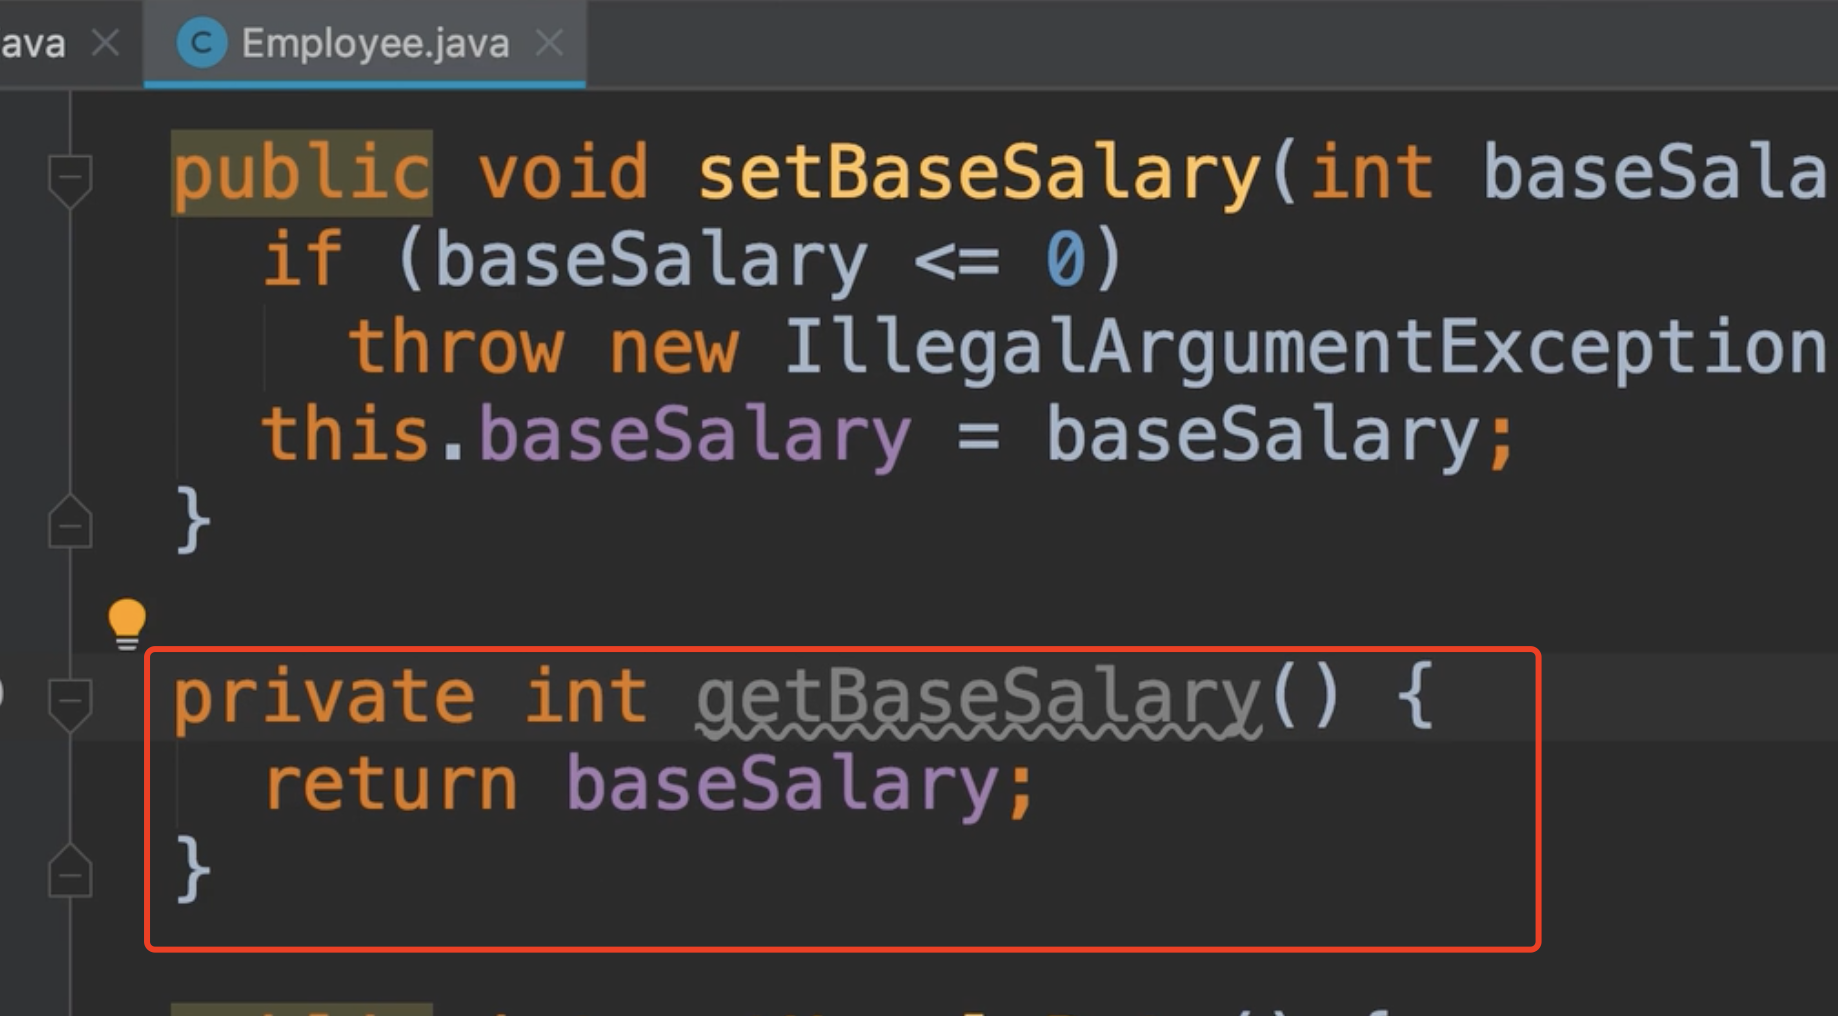 ava × C Employee.java ×
public void setBaseSalary(int baseSala
if (baseSalary <= 0)
throw new IllegalArgumentException
this.baseSalary = baseSalary;
}
private int getBaseSalary() {
return baseSalary;
}